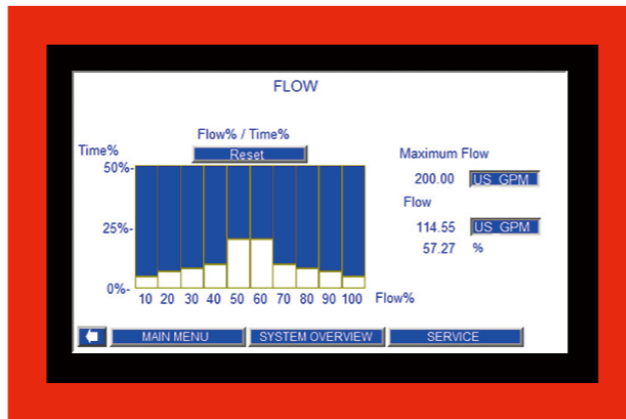 FLOW
Flow% / Time%
Reset
Time%
50%-
25%-
0%-
10 20 30 40 50 60 70 80 90 100
Flow%
Maximum Flow
200.00 US GPM
Flow
114.55 US GPM
57.27 %
MAIN MENU
SYSTEM OVERVIEW
SERVICE